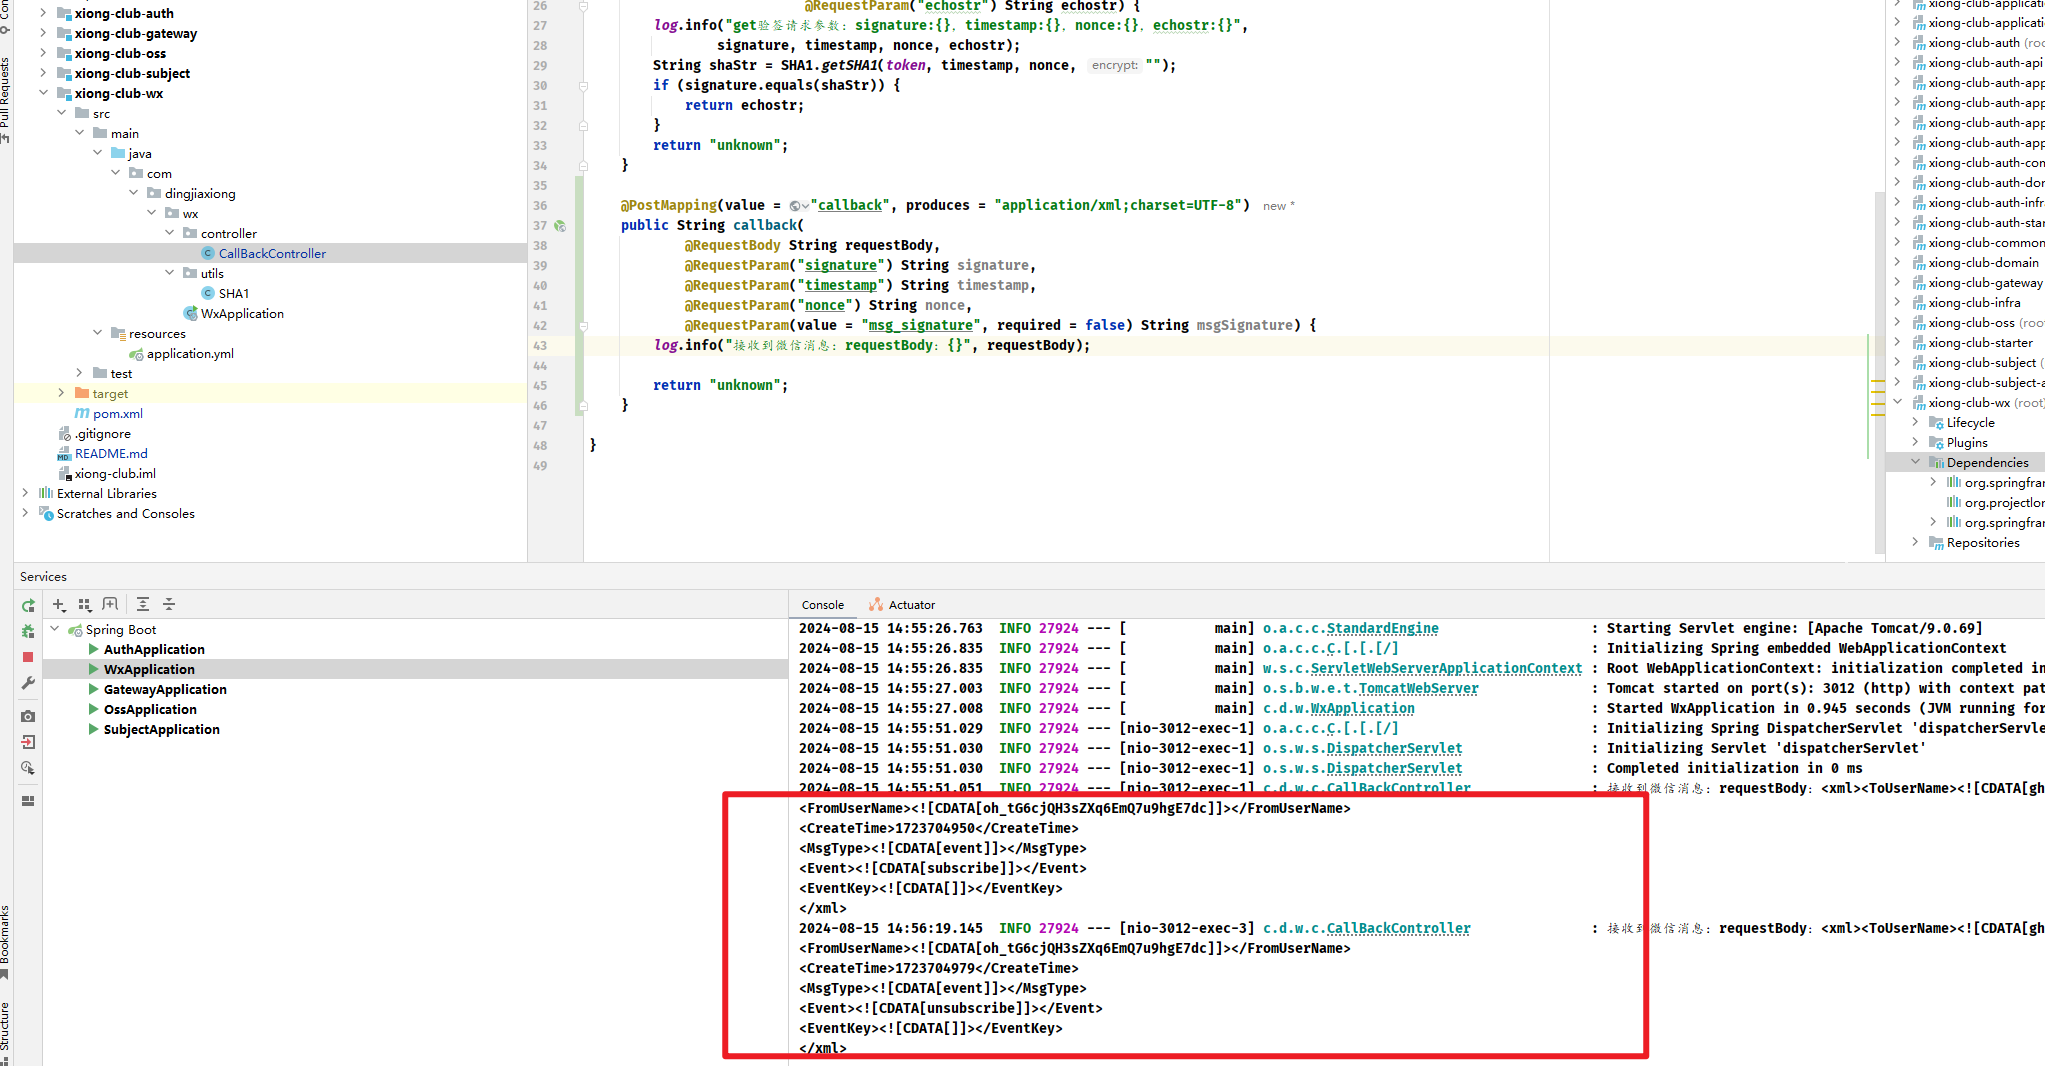 Con
Pull Requests
xiong-club-auth
xiong-club-gateway
xiong-club-oss
xiong-club-subject
xiong-club-wx
src
main
java
com
dingjiaxiong
wx
controller
CallBackController
utils
SHA1
WxApplication
resources
application.yml
test
target
pom.xml
.gitignore
README.md
xiong-club.iml
External Libraries
Scratches and Consoles
26 @RequestParam("echostr") String echostr) {
27 log.info("get验签请求参数: signature:{}, timestamp:{}, nonce:{}, echostr:{}",
28 signature, timestamp, nonce, echostr);
29 String shaStr = SHA1.getSHA1(token, timestamp, nonce, encrypt: "");
30 if (signature.equals(shaStr)) {
31 return echostr;
32 }
33 return "unknown";
34 }
35
36 @PostMapping(value = "callback", produces = "application/xml;charset=UTF-8") new *
37 public String callback(
38 @RequestBody String requestBody,
39 @RequestParam("signature") String signature,
40 @RequestParam("timestamp") String timestamp,
41 @RequestParam("nonce") String nonce,
42 @RequestParam(value = "msg_signature", required = false) String msgSignature) {
43 log.info("接收到微信消息: requestBody: {}", requestBody);
44
45 return "unknown";
46 }
47
48 }
49
xiong-club-applicati
xiong-club-applicati
xiong-club-auth (roo
xiong-club-auth-api
xiong-club-auth-app
xiong-club-auth-app
xiong-club-auth-app
xiong-club-auth-app
xiong-club-auth-com
xiong-club-auth-dor
xiong-club-auth-infr
xiong-club-auth-star
xiong-club-common
xiong-club-domain
xiong-club-gateway
xiong-club-infra
xiong-club-oss (root
xiong-club-starter
xiong-club-subject (
xiong-club-subject-a
xiong-club-wx (root)
Lifecycle
Plugins
Dependencies
org.springfran
org.projectlon
org.springfran
Repositories
Services
Spring Boot
AuthApplication
WxApplication
GatewayApplication
OssApplication
SubjectApplication
Bookmarks
Structure
Console Actuator
2024-08-15 14:55:26.763 INFO 27924 --- [ main] o.a.c.c.StandardEngine : Starting Servlet engine: [Apache Tomcat/9.0.69]
2024-08-15 14:55:26.835 INFO 27924 --- [ main] o.a.c.c.C.[.[.[/] : Initializing Spring embedded WebApplicationContext
2024-08-15 14:55:26.835 INFO 27924 --- [ main] w.s.c.ServletWebServerApplicationContext : Root WebApplicationContext: initialization completed in
2024-08-15 14:55:27.003 INFO 27924 --- [ main] o.s.b.w.e.t.TomcatWebServer : Tomcat started on port(s): 3012 (http) with context pat
2024-08-15 14:55:27.008 INFO 27924 --- [ main] c.d.w.WxApplication : Started WxApplication in 0.945 seconds (JVM running for
2024-08-15 14:55:51.029 INFO 27924 --- [nio-3012-exec-1] o.a.c.c.C.[.[.[/] : Initializing Spring DispatcherServlet 'dispatcherServle
2024-08-15 14:55:51.030 INFO 27924 --- [nio-3012-exec-1] o.s.w.s.DispatcherServlet : Initializing Servlet 'dispatcherServlet'
2024-08-15 14:55:51.030 INFO 27924 --- [nio-3012-exec-1] o.s.w.s.DispatcherServlet : Completed initialization in 0 ms
2024-08-15 14:55:51.051 INFO 27924 --- [nio-3012-exec-1] c.d.w.c.CallBackController : 接收到微信消息: requestBody: <xml><ToUserName><![CDATA[gh
<FromUserName><![CDATA[oh_tG6cjQH3sZXq6EmQ7u9hgE7dc]]></FromUserName>
<CreateTime>1723704950</CreateTime>
<MsgType><![CDATA[event]]></MsgType>
<Event><![CDATA[subscribe]]></Event>
<EventKey><![CDATA[]]></EventKey>
</xml>
2024-08-15 14:56:19.145 INFO 27924 --- [nio-3012-exec-3] c.d.w.c.CallBackController : 接收到微信消息: requestBody: <xml><ToUserName><![CDATA[gh
<FromUserName><![CDATA[oh_tG6cjQH3sZXq6EmQ7u9hgE7dc]]></FromUserName>
<CreateTime>1723704979</CreateTime>
<MsgType><![CDATA[event]]></MsgType>
<Event><![CDATA[unsubscribe]]></Event>
<EventKey><![CDATA[]]></EventKey>
</xml>